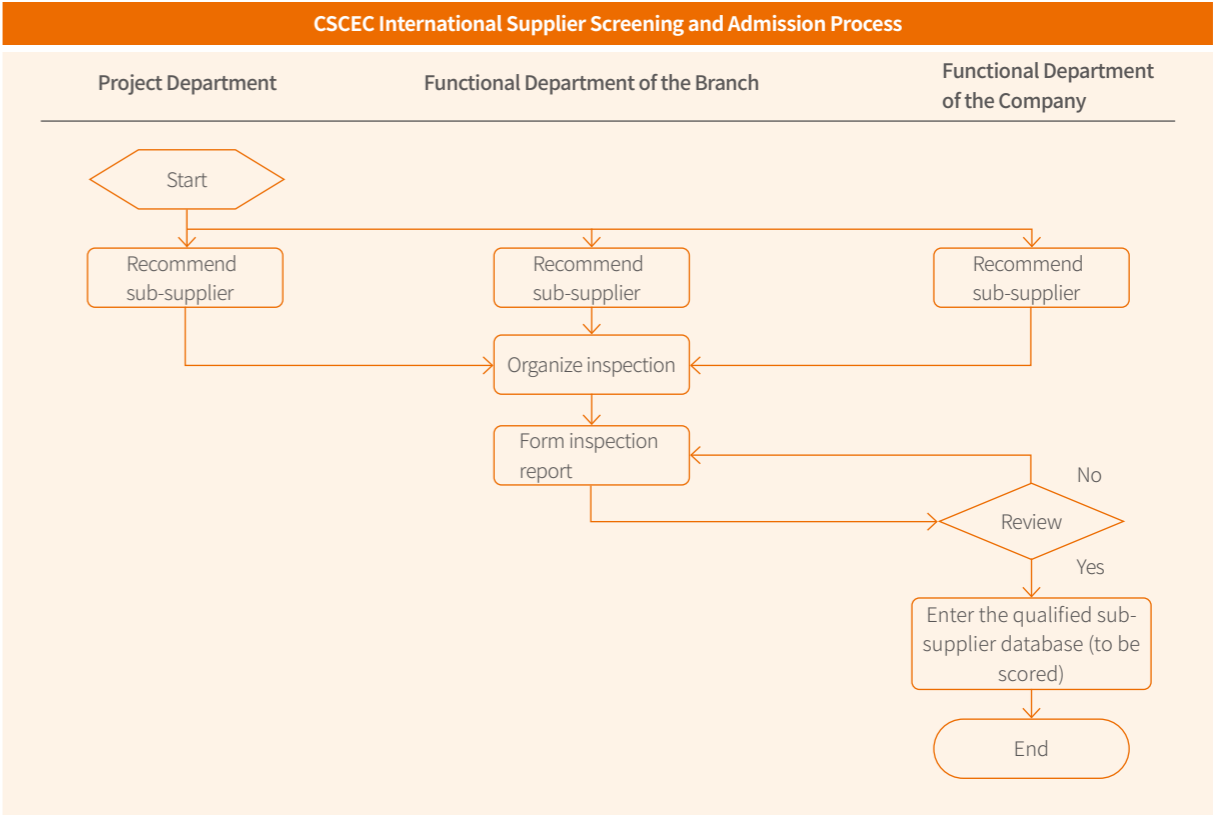 CSCEC International Supplier Screening and Admission Process
Project Department
Functional Department of the Branch
Functional Department
of the Company
Start
Recommend
sub-supplier
Recommend
sub-supplier
Recommend
sub-supplier
Organize inspection
Form inspection
report
No
Review
Yes
Enter the qualified sub-
supplier database (to be
scored)
End